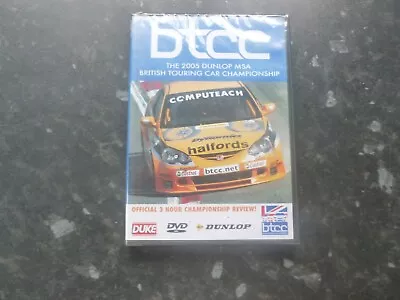 btcc
THE 2005 DUNLOP MSA
BRITISH TOURING CAR CHAMPIONSHIP
COMPUTEACH
Dynamics
halfords
btcc.net
OFFICIAL 3 HOUR CHAMPIONSHIP REVIEW!
DUKE
DVD
DUNLOP
btcc